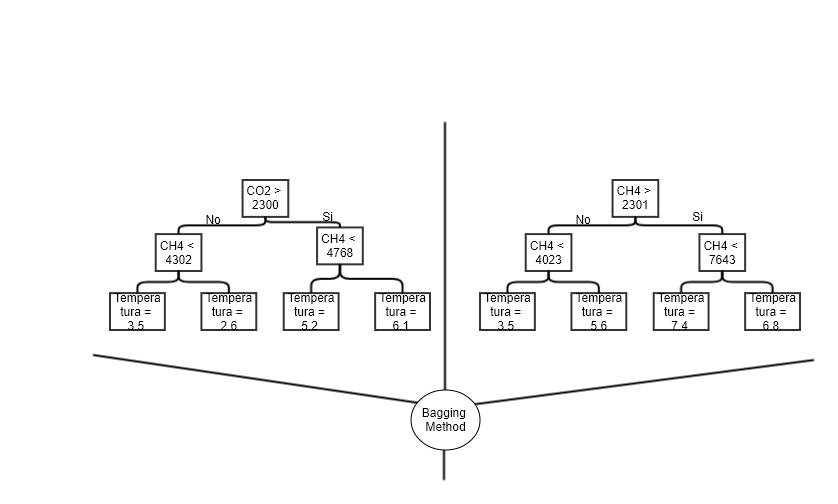 CO2 >
2300
No
Si
CH4 <
4302
CH4 <
4768
Tempera
tura =
3.5
Tempera
tura =
2.6
Tempera
tura =
5.2
Tempera
tura =
6.1
CH4 >
2301
No
Si
CH4 <
4023
CH4 <
7643
Tempera
tura =
3.5
Tempera
tura =
5.6
Tempera
tura =
7.4
Tempera
tura =
6.8
Bagging
Method